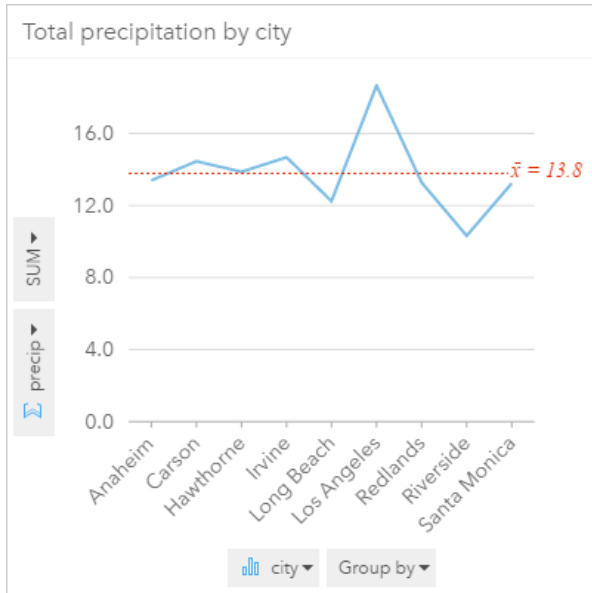 Total precipitation by city
16.0
x̄ = 13.8
12.0
SUM
8.0
precip
4.0
0.0
Anaheim
Carson
Hawthorne
Irvine
Long Beach
Los Angeles
Redlands
Riverside
Santa Monica
city
Group by